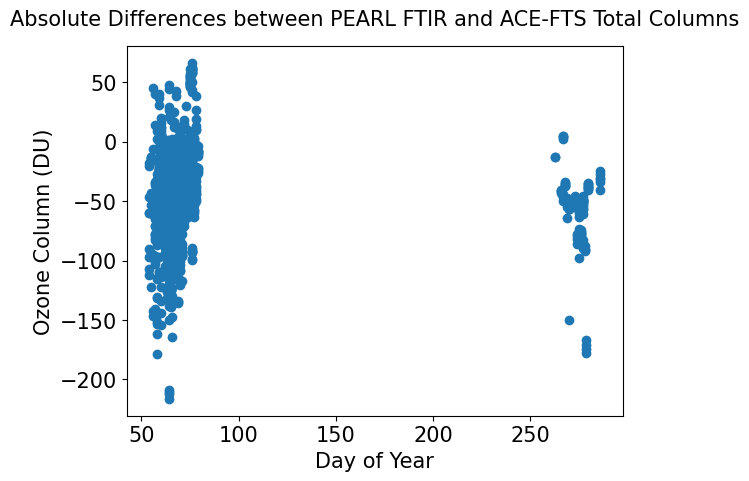 Absolute Differences between PEARL FTIR and ACE-FTS Total Columns
50
0
−50
−100
−150
−200
Ozone Column (DU)
50 100 150 200 250
Day of Year